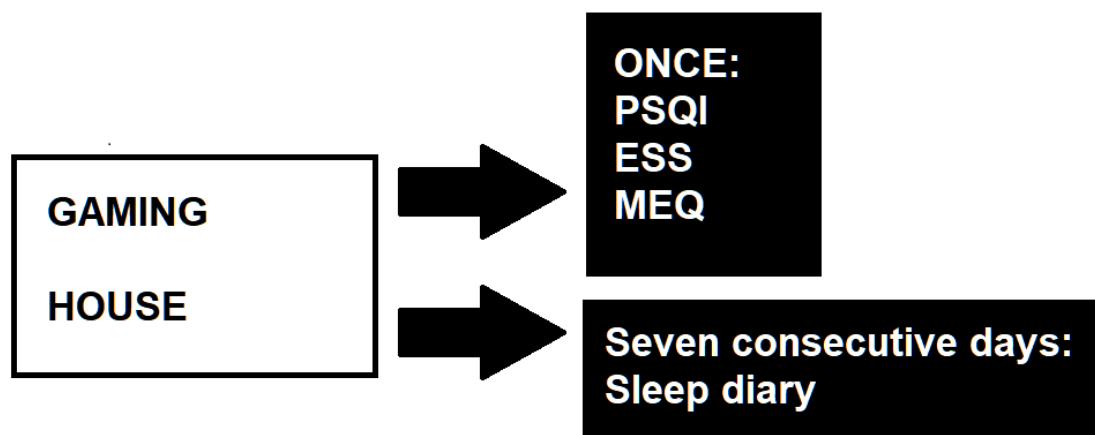 GAMING
HOUSE
ONCE:
PSQI
ESS
MEQ
Seven consecutive days:
Sleep diary